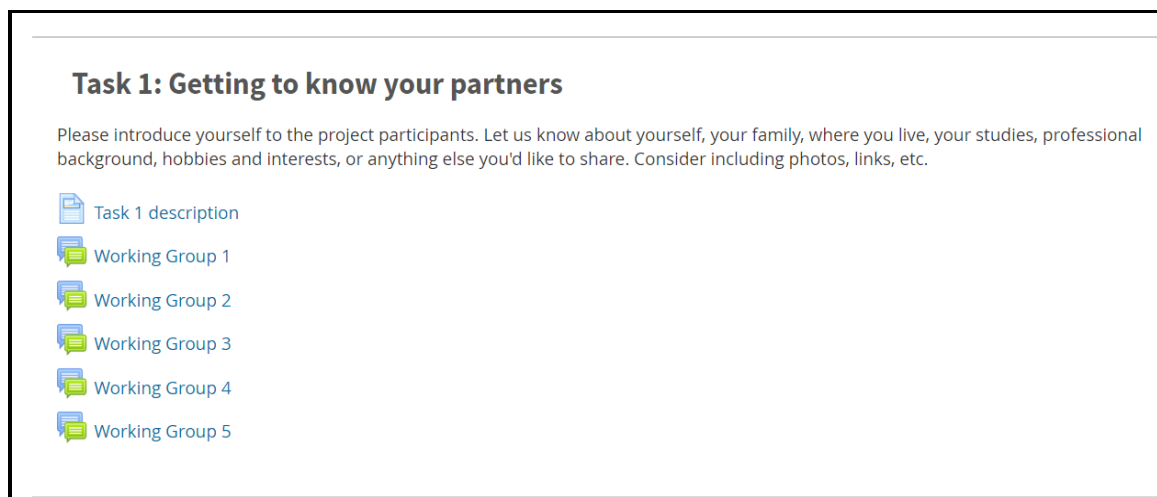 Task 1: Getting to know your partners
Please introduce yourself to the project participants. Let us know about yourself, your family, where you live, your studies, professional
background, hobbies and interests, or anything else you'd like to share. Consider including photos, links, etc.
Task 1 description
Working Group 1
Working Group 2
Working Group 3
Working Group 4
Working Group 5